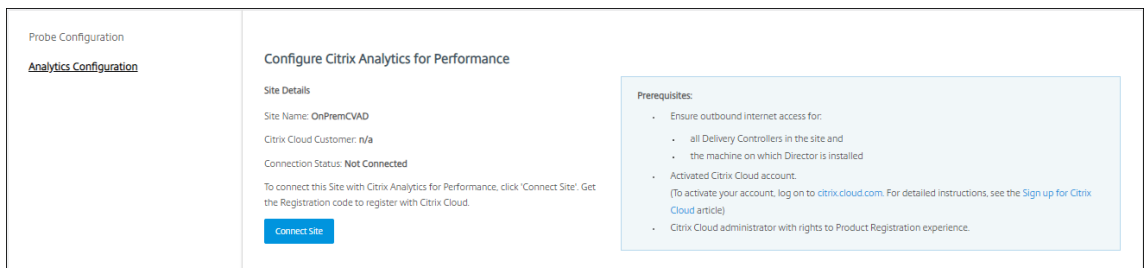 Probe Configuration
Analytics Configuration
Configure Citrix Analytics for Performance
Site Details
Site Name: OnPremCVAD
Citrix Cloud Customer: n/a
Connection Status: Not Connected
To connect this Site with Citrix Analytics for Performance, click 'Connect Site'. Get
the Registration code to register with Citrix Cloud.
Connect Site
Prerequisites:
• Ensure outbound internet access for:
• all Delivery Controllers in the site and
• the machine on which Director is installed
• Activated Citrix Cloud account.
(To activate your account, log on to citrix.cloud.com. For detailed instructions, see the Sign up for Citrix
Cloud article)
• Citrix Cloud administrator with rights to Product Registration experience.